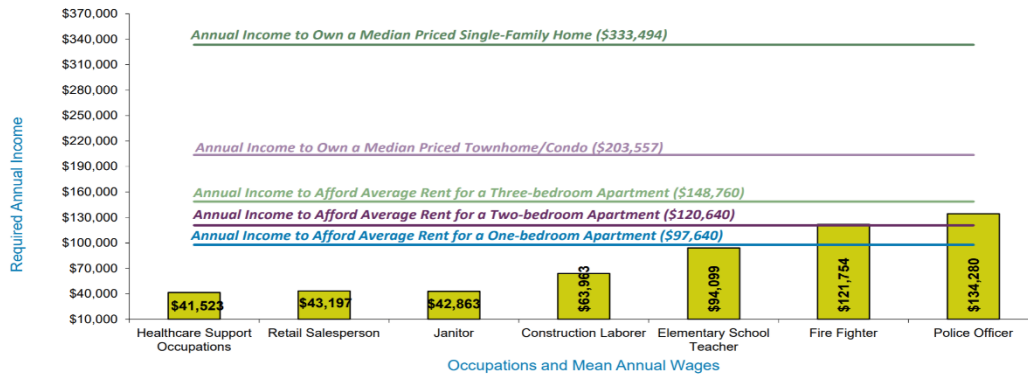 $370,000
$340,000
$310,000
$280,000
$250,000
$220,000
$190,000
$160,000
$130,000
$100,000
$70,000
$40,000
$10,000
Required Annual Income
Annual Income to Own a Median Priced Single-Family Home ($333,494)
Annual Income to Own a Median Priced Townhome/Condo ($203,557)
Annual Income to Afford Average Rent for a Three-bedroom Apartment ($148,760)
Annual Income to Afford Average Rent for a Two-bedroom Apartment ($120,640)
Annual Income to Afford Average Rent for a One-bedroom Apartment ($97,640)
$41,523
$43,197
$42,863
$63,963
$94,099
$121,754
$134,280
Healthcare Support
Occupations
Retail Salesperson
Janitor
Construction Laborer
Elementary School
Teacher
Fire Fighter
Police Officer
Occupations and Mean Annual Wages